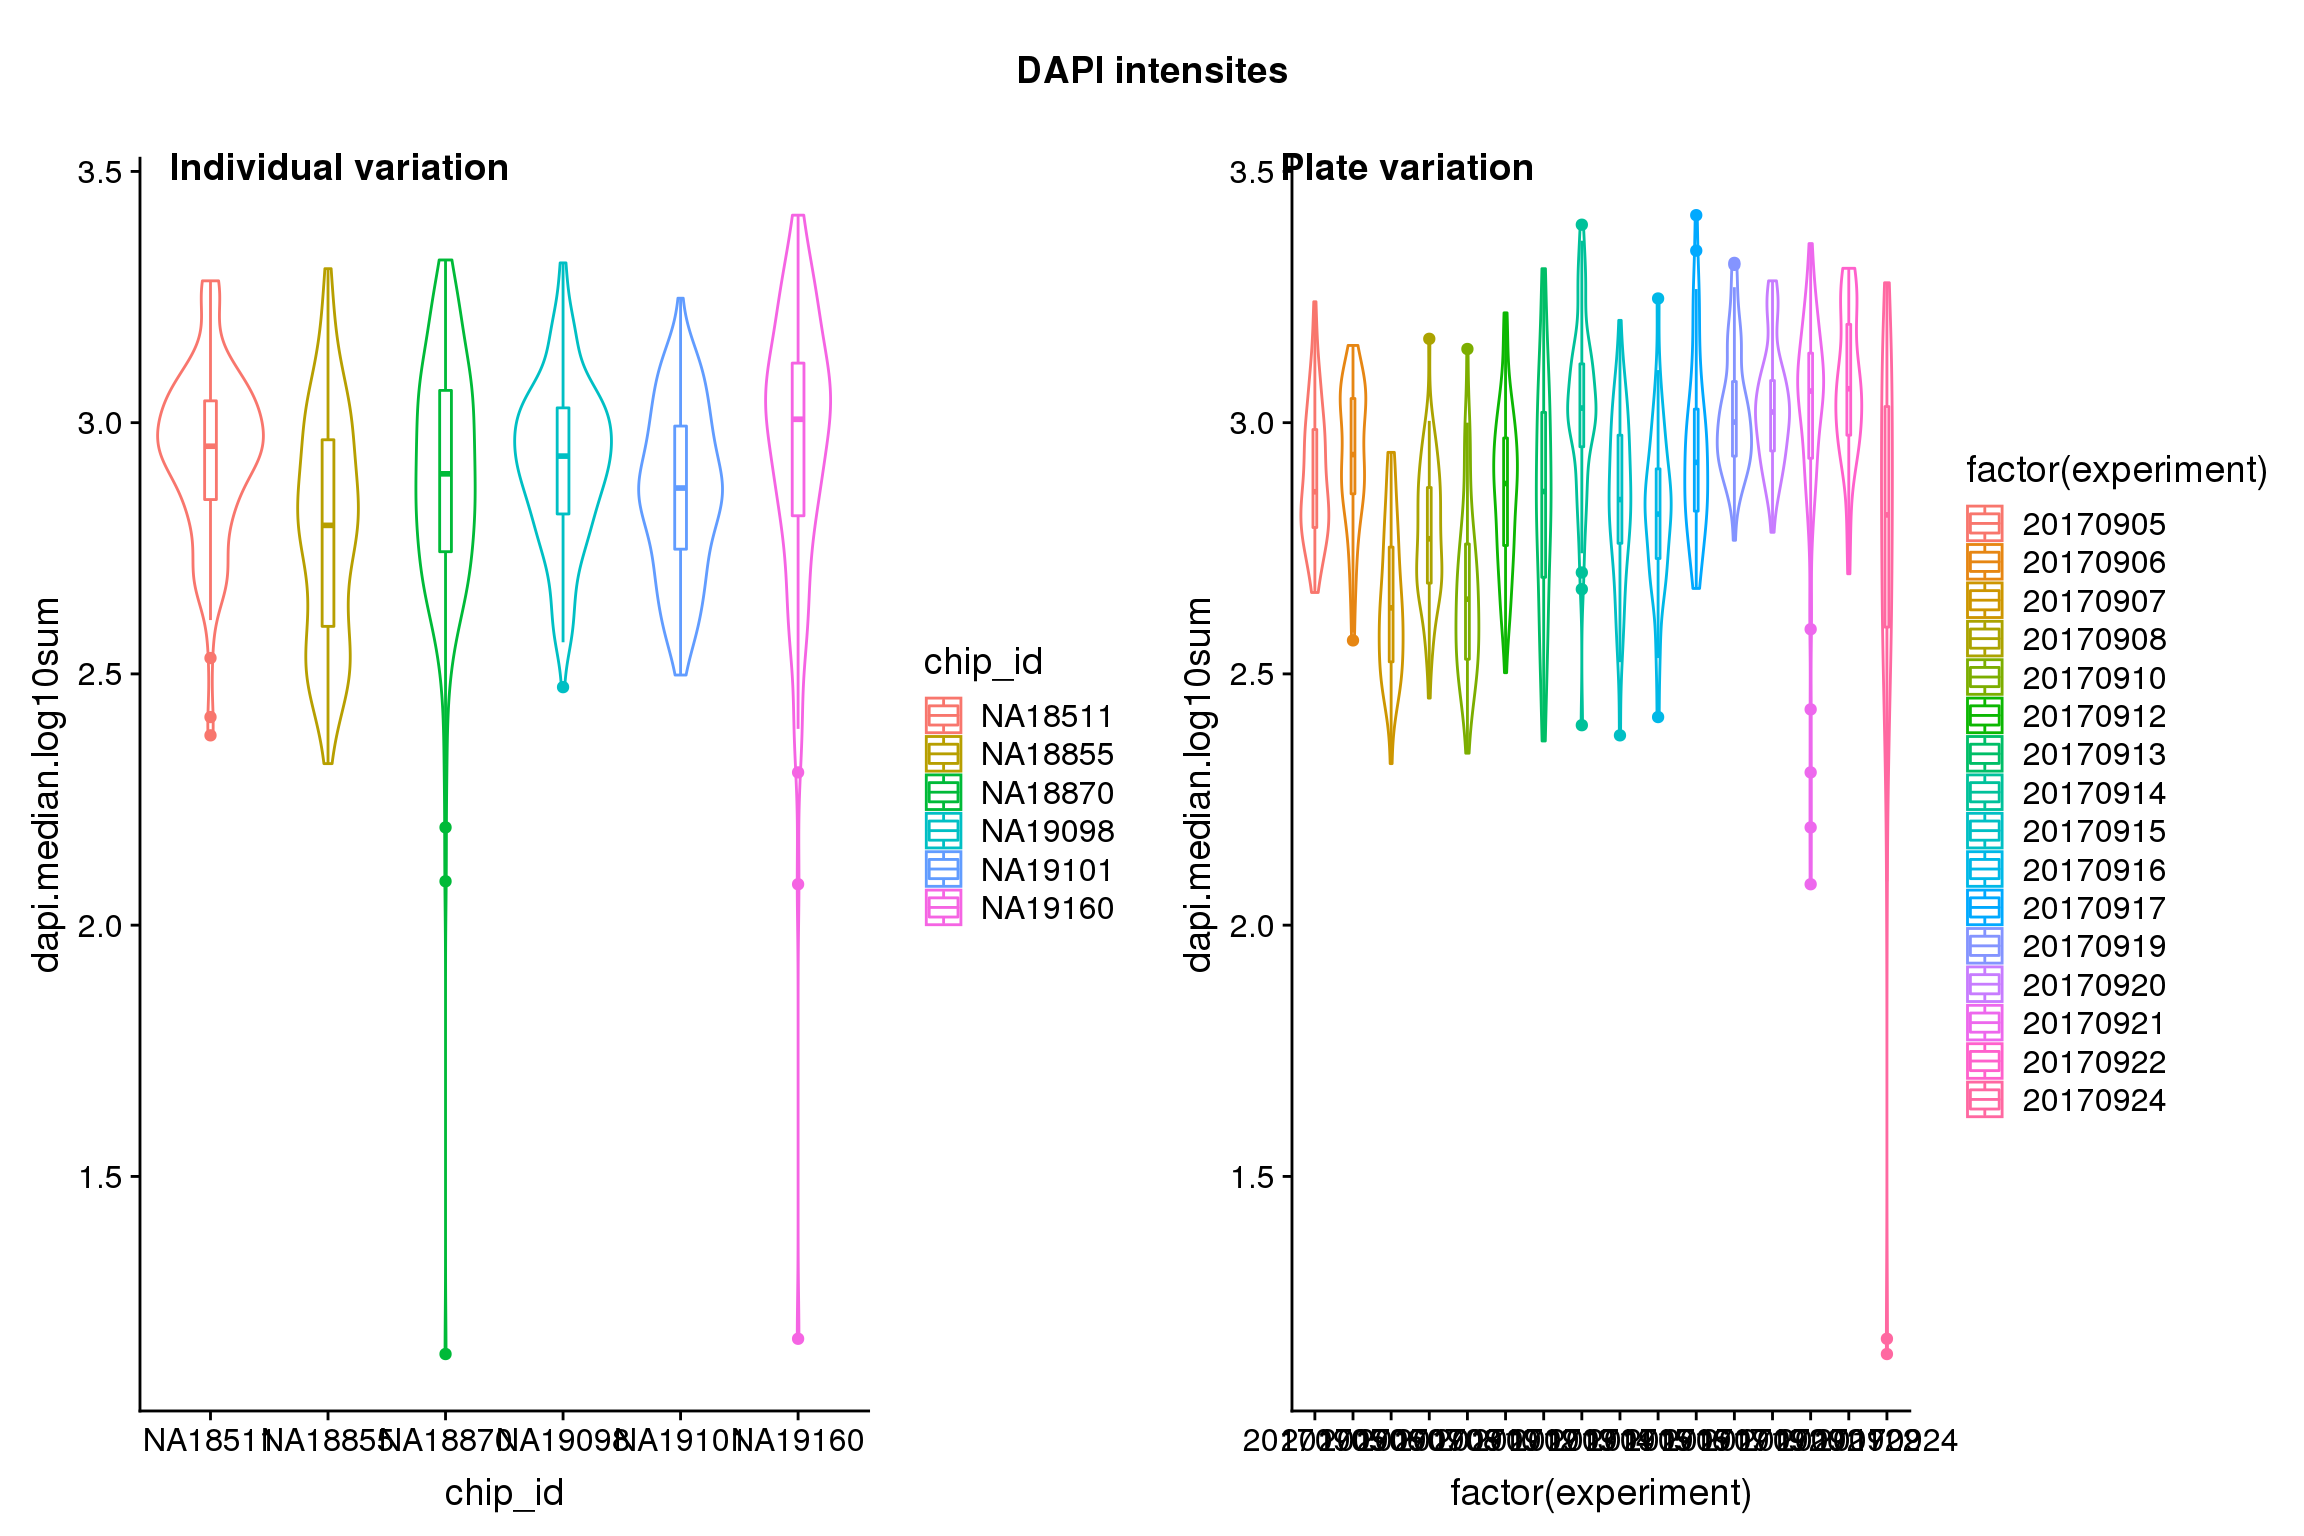 DAPI intensites
Individual variation
3.5
3.0
2.5
2.0
1.5
dapi.median.log10sum
NA18511
NA18855
NA18870
NA19098
NA19101
NA19160
chip_id
chip_id
NA18511
NA18855
NA18870
NA19098
NA19101
NA19160
Plate variation
3.5
3.0
2.5
2.0
1.5
dapi.median.log10sum
factor(experiment)
factor(experiment)
20170905
20170906
20170907
20170908
20170910
20170912
20170913
20170914
20170915
20170916
20170917
20170919
20170920
20170921
20170922
20170924